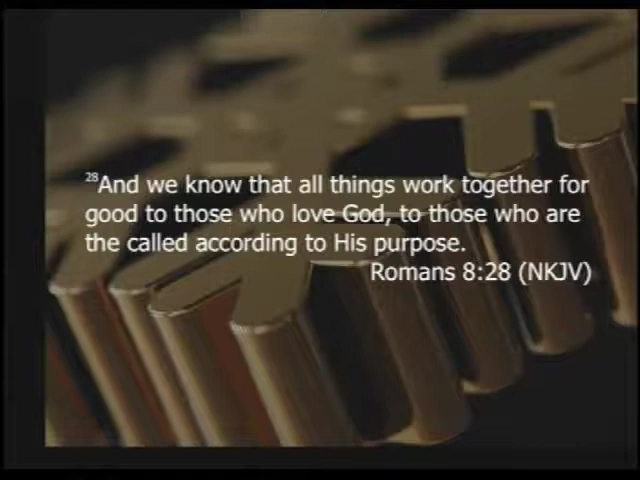 28And we know that all things work together for
good to those who love God, to those who are
the called according to His purpose.
Romans 8:28 (NKJV)